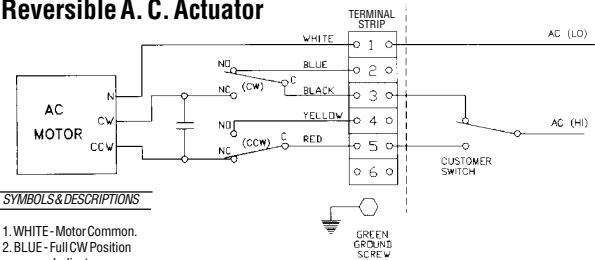 Reversible A. C. Actuator
TERMINAL
STRIP
WHITE
1
AC (LO)
NO
BLUE
2
(CW)
C
NC
BLACK
3
N
AC
MOTOR
CW
CCW
YELLOW
4
NO
AC (HI)
(CCW)
C
RED
5
NC
CUSTOMER
SWITCH
6
GREEN
GROUND
SCREW
SYMBOLS & DESCRIPTIONS
1. WHITE - Motor Common.
2. BLUE - Full CW Position